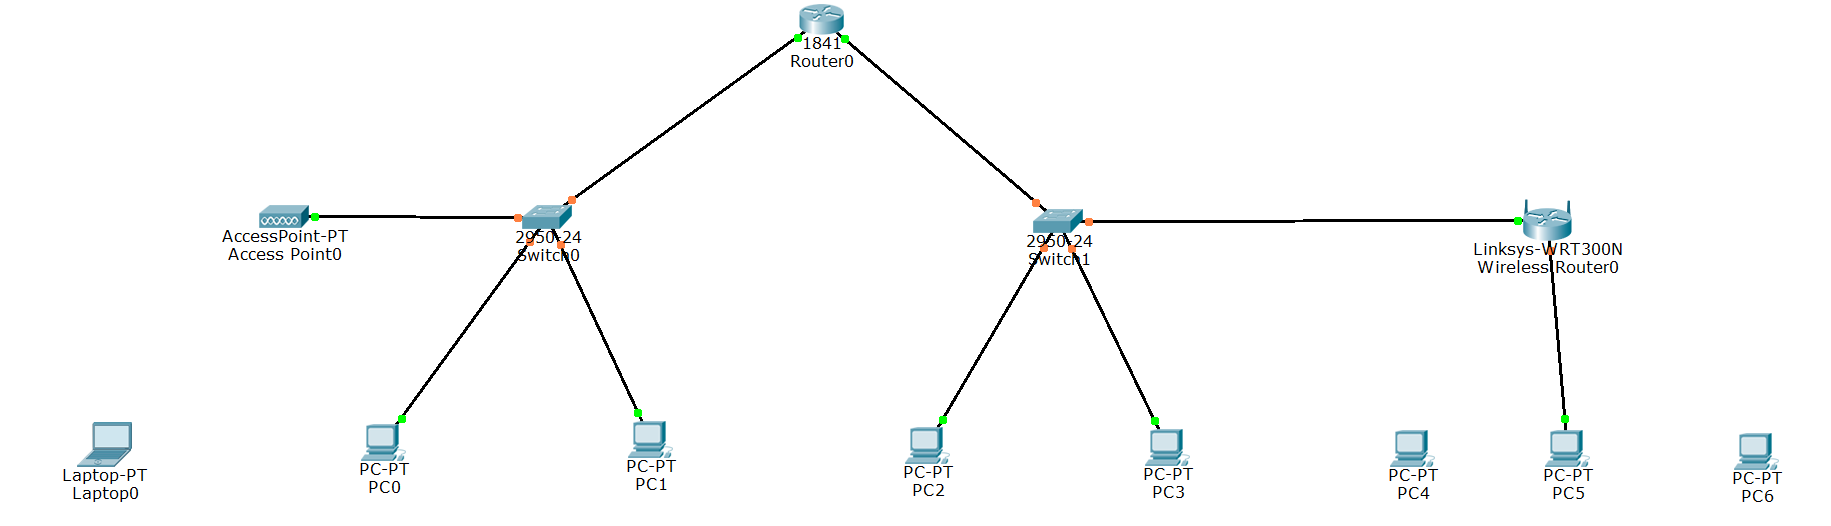 1841
Router0
AccessPoint-PT
Access Point0
2950-24
Switch0
2950-24
Switch1
Linksys-WRT300N
Wireless Router0
Laptop-PT
Laptop0
PC-PT
PC0
PC-PT
PC1
PC-PT
PC2
PC-PT
PC3
PC-PT
PC4
PC-PT
PC5
PC-PT
PC6